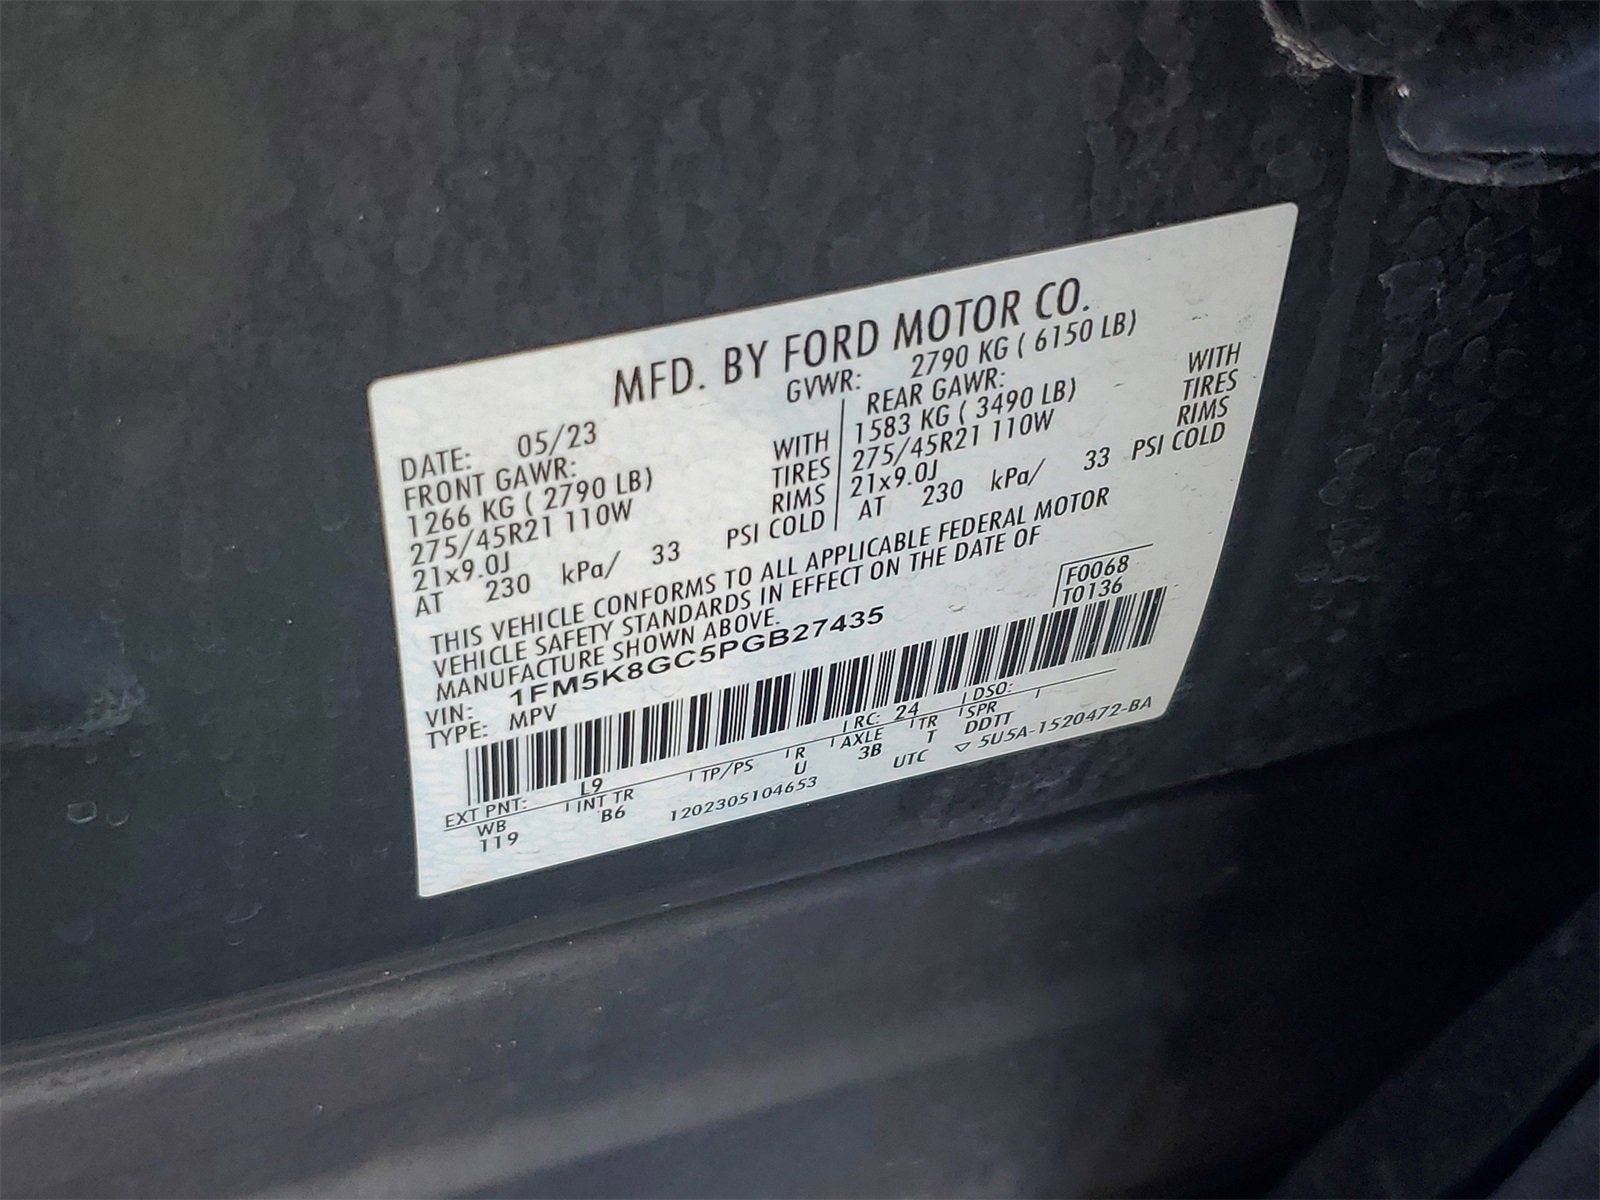 MFD. BY FORD MOTOR CO.
DATE: 05/23 GVWR: 2790 KG ( 6150 LB)
FRONT GAWR: REAR GAWR:
1266 KG ( 2790 LB) WITH 1583 KG ( 3490 LB) WITH
275/45R21 110W TIRES 275/45R21 110W TIRES
21x9.0J RIMS 21x9.0J RIMS
AT 230 kPa/ 33 PSI COLD AT 230 kPa/ 33 PSI COLD
THIS VEHICLE CONFORMS TO ALL APPLICABLE FEDERAL MOTOR
VEHICLE SAFETY STANDARDS IN EFFECT ON THE DATE OF
MANUFACTURE SHOWN ABOVE.
F0068
T0136
VIN: 1FM5K8GC5PGB27435
TYPE: MPV
EXT PNT: L9 RC: 24 DSO:
WB INT TR TP/PS R AXLE TR SPR
119 B6 U 3B T DDTT
1202305104653 UTC ▽ 5U5A-1520472-BA